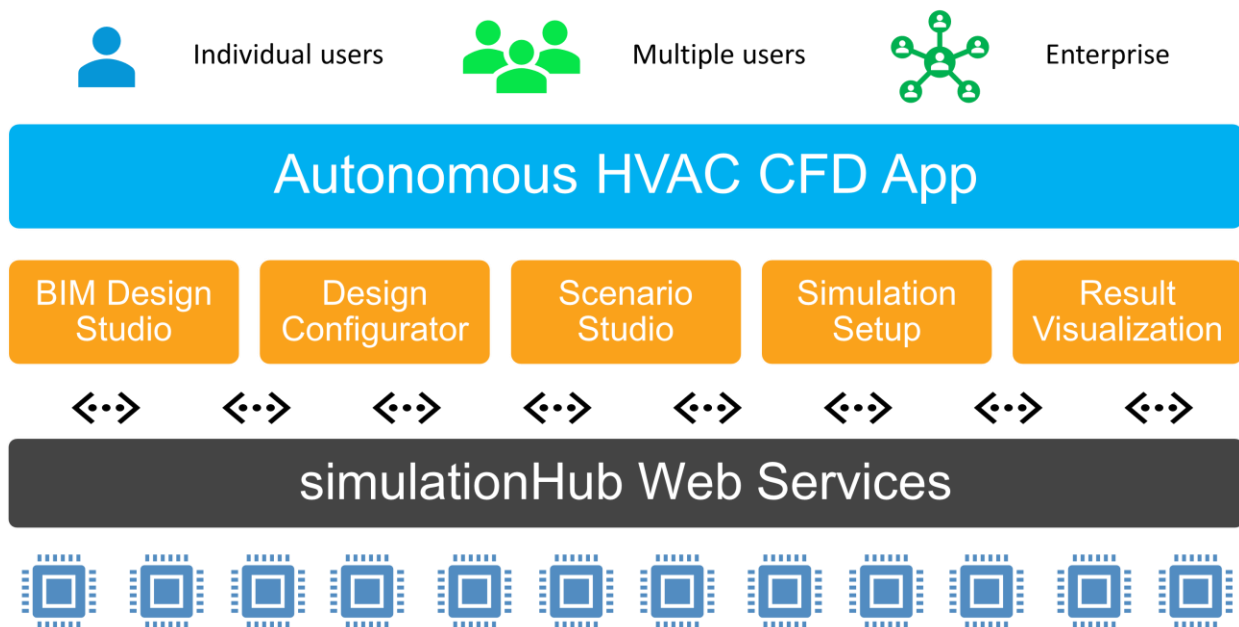 Individual users
Multiple users
Enterprise
Autonomous HVAC CFD App
BIM Design
Studio
Design
Configurator
Scenario
Studio
Simulation
Setup
Result
Visualization
simulationHub Web Services